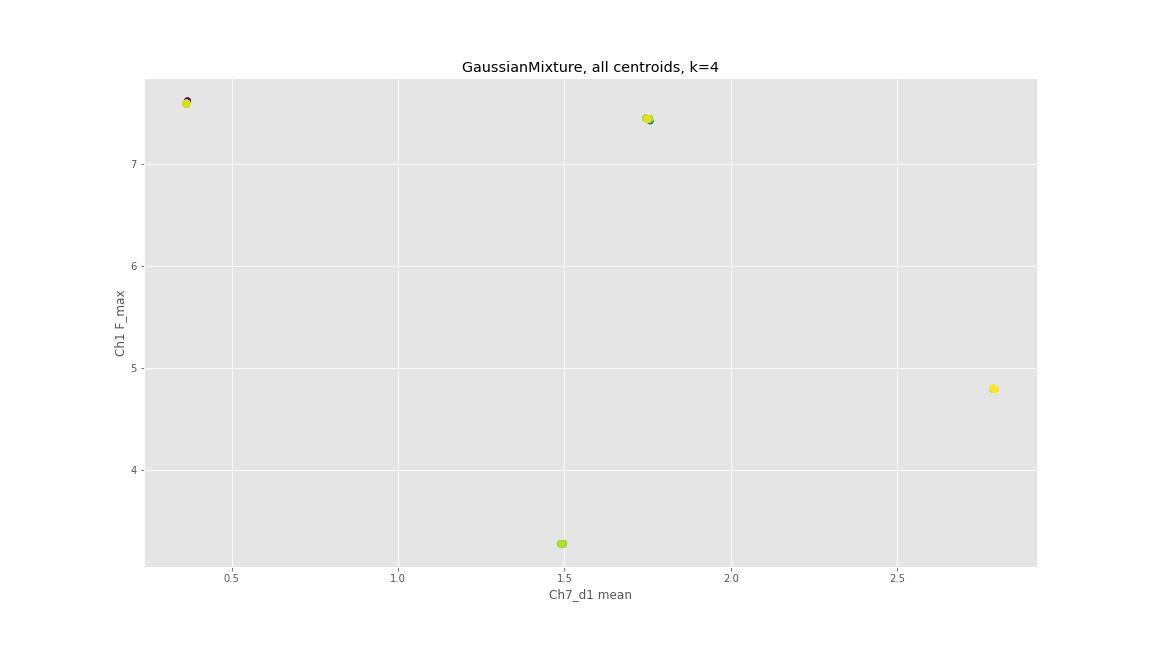 GaussianMixture, all centroids, k=4
7
6
5
4
Ch1 F_max
0.5 1.0 1.5 2.0 2.5
Ch7_d1 mean